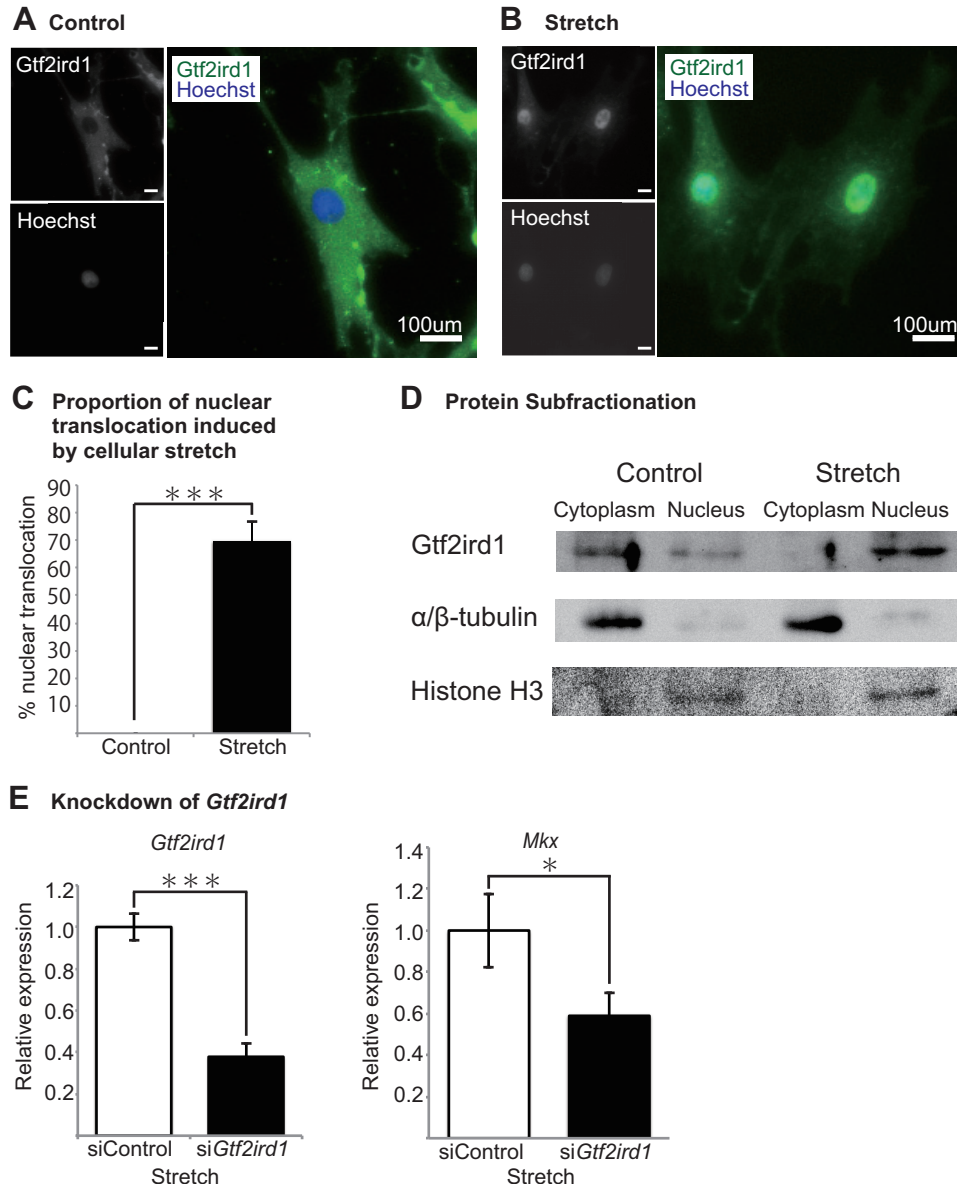 A Control
Gtf2ird1
Gtf2ird1
Hoechst
Hoechst
100um
B Stretch
Gtf2ird1
Gtf2ird1
Hoechst
Hoechst
100um
C Proportion of nuclear
translocation induced
by cellular stretch
% nuclear translocation
90
80
70
60
50
40
30
20
10
***
Control Stretch
D Protein Subfractionation
Control Stretch
Cytoplasm Nucleus Cytoplasm Nucleus
Gtf2ird1
α/β-tubulin
Histone H3
E Knockdown of Gtf2ird1
Gtf2ird1
Relative expression
1.2
1.0
0.8
0.6
0.4
0.2
***
siControl siGtf2ird1
Stretch
Mkx
Relative expression
1.4
1.2
1.0
0.8
0.6
0.4
0.2
*
siControl siGtf2ird1
Stretch